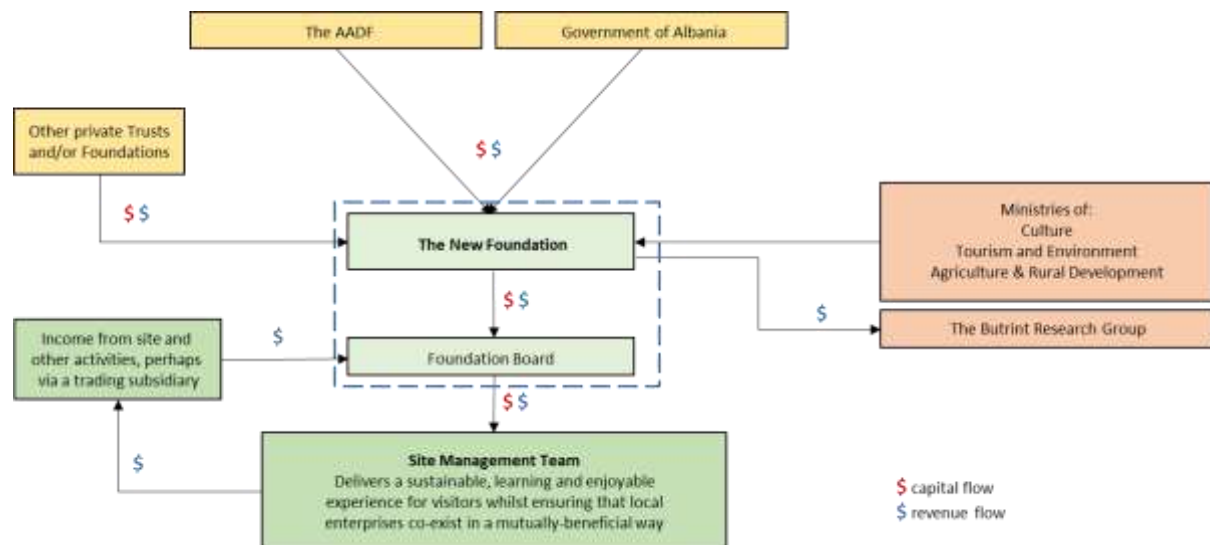 The AADF
Government of Albania
Other private Trusts
and/or Foundations
$ $
$ $
Ministries of:
Culture
Tourism and Environment
Agriculture & Rural Development
The New Foundation
$ $
$
The Butrint Research Group
Income from site and
other activities, perhaps
via a trading subsidiary
$
Foundation Board
$ $
$
Site Management Team
Delivers a sustainable, learning and enjoyable
experience for visitors whilst ensuring that local
enterprises co-exist in a mutually-beneficial way
$ capital flow
$ revenue flow